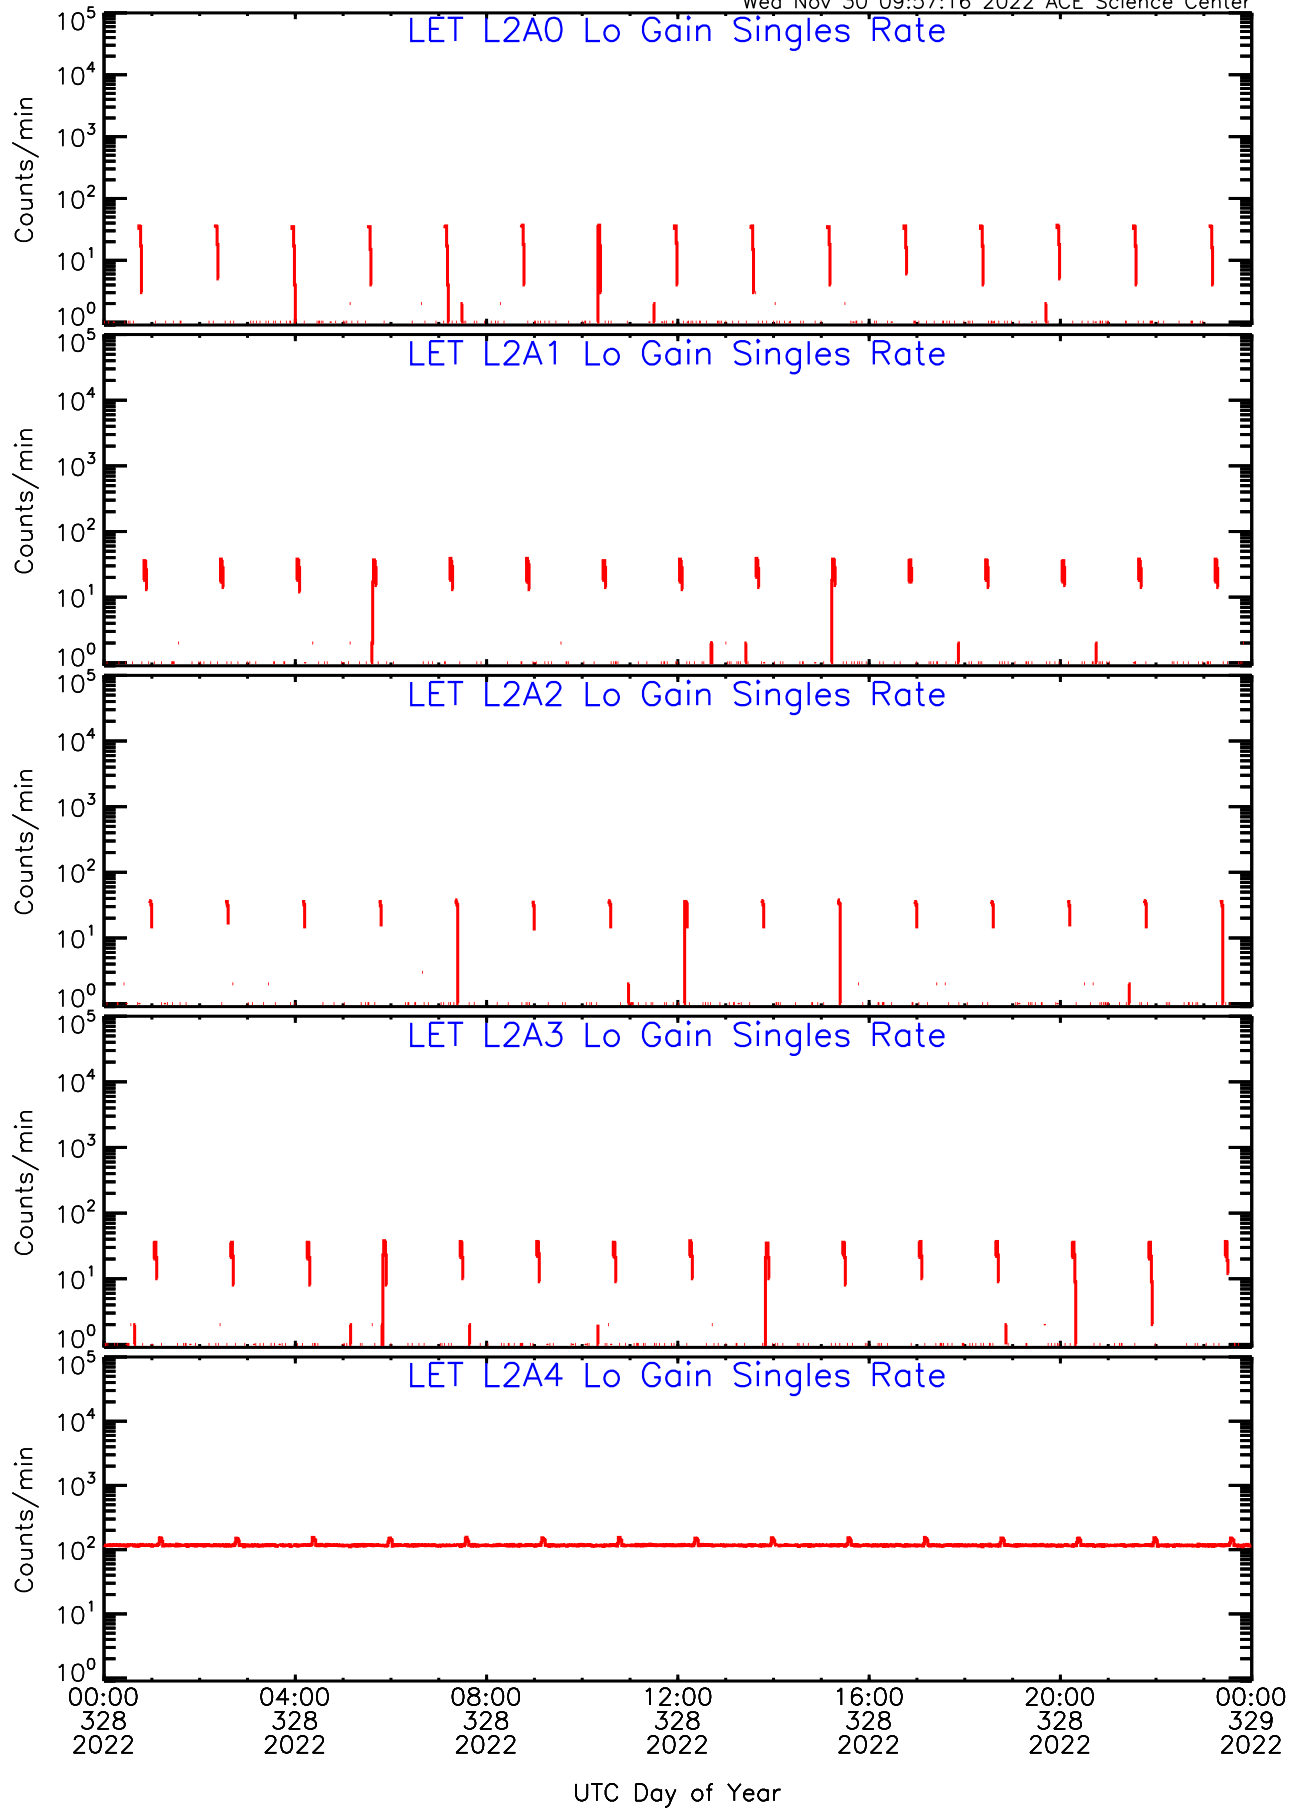 Wed Nov 30 09:57:16 2022 ACE Science Center
LET L2A0 Lo Gain Singles Rate
10^5
10^4
10^3
10^2
10^1
10^0
Counts/min
LET L2A1 Lo Gain Singles Rate
10^5
10^4
10^3
10^2
10^1
10^0
Counts/min
LET L2A2 Lo Gain Singles Rate
10^5
10^4
10^3
10^2
10^1
10^0
Counts/min
LET L2A3 Lo Gain Singles Rate
10^5
10^4
10^3
10^2
10^1
10^0
Counts/min
LET L2A4 Lo Gain Singles Rate
10^5
10^4
10^3
10^2
10^1
10^0
Counts/min
00:00 04:00 08:00 12:00 16:00 20:00 00:00
328 328 328 328 328 328 329
2022 2022 2022 2022 2022 2022 2022
UTC Day of Year